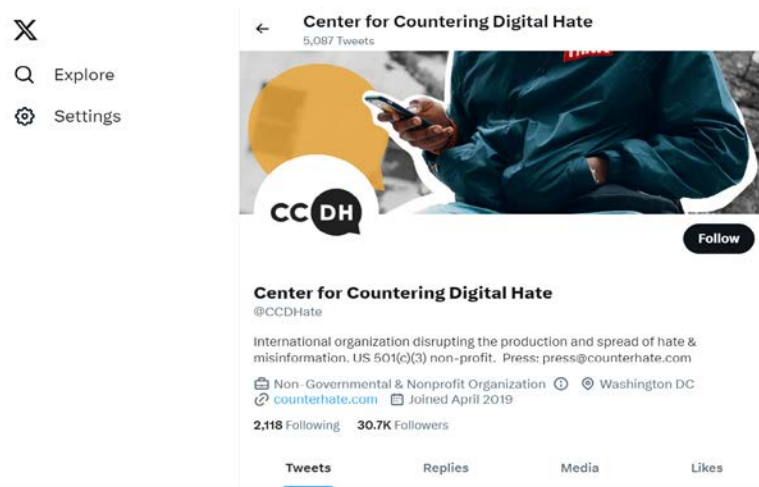 X
Explore
Settings
Center for Countering Digital Hate
5,087 Tweets
CC DH
Follow
Center for Countering Digital Hate
@CCDHate
International organization disrupting the production and spread of hate &
misinformation. US 501(c)(3) non-profit. Press: press@counterhate.com
Non-Governmental & Nonprofit Organization Washington DC
counterhate.com Joined April 2019
2,118 Following 30.7K Followers
Tweets Replies Media Likes